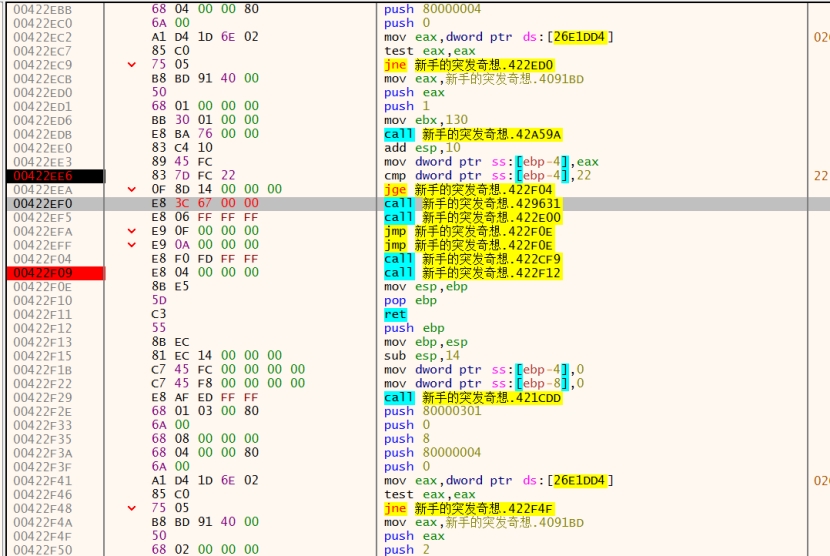 00422EBB 68 04 00 00 80 push 80000004
00422EC0 6A 00 push 0
00422EC2 A1 D4 1D 6E 02 mov eax,dword ptr ds:[26E1DD4] 026
00422EC7 85 C0 test eax,eax
00422EC9 75 05 jne 新手的突发奇想.422ED0
00422ECB B8 BD 91 40 00 mov eax,新手的突发奇想.4091BD
00422ED0 50 push eax
00422ED1 68 01 00 00 00 push 1
00422ED6 BB 30 01 00 00 mov ebx,130
00422EDB E8 BA 76 00 00 call 新手的突发奇想.42A59A
00422EE0 83 C4 10 add esp,10
00422EE3 89 45 FC mov dword ptr ss:[ebp-4],eax
00422EE6 83 7D FC 22 cmp dword ptr ss:[ebp-4],22 22
00422EEA 0F 8D 14 00 00 00 jge 新手的突发奇想.422F04
00422EF0 E8 3C 67 00 00 call 新手的突发奇想.429631
00422EF5 E8 06 FF FF FF call 新手的突发奇想.422E00
00422EFA E9 0F 00 00 00 jmp 新手的突发奇想.422F0E
00422EFF E9 0A 00 00 00 jmp 新手的突发奇想.422F0E
00422F04 E8 F0 FD FF FF call 新手的突发奇想.422CF9
00422F09 E8 04 00 00 00 call 新手的突发奇想.422F12
00422F0E 8B E5 mov esp,ebp
00422F10 5D pop ebp
00422F11 C3 ret
00422F12 55 push ebp
00422F13 8B EC mov ebp,esp
00422F15 81 EC 14 00 00 00 sub esp,14
00422F1B C7 45 FC 00 00 00 00 mov dword ptr ss:[ebp-4],0
00422F22 C7 45 F8 00 00 00 00 mov dword ptr ss:[ebp-8],0
00422F29 E8 AF ED FF FF call 新手的突发奇想.421CDD
00422F2E 68 01 03 00 80 push 80000301
00422F33 6A 00 push 0
00422F35 68 08 00 00 00 push 8
00422F3A 68 04 00 00 80 push 80000004
00422F3F 6A 00 push 0
00422F41 A1 D4 1D 6E 02 mov eax,dword ptr ds:[26E1DD4]
00422F46 85 C0 test eax,eax
00422F48 75 05 jne 新手的突发奇想.422F4F
00422F4A B8 BD 91 40 00 mov eax,新手的突发奇想.4091BD
00422F4F 50 push eax
00422F50 68 02 00 00 00 push 2